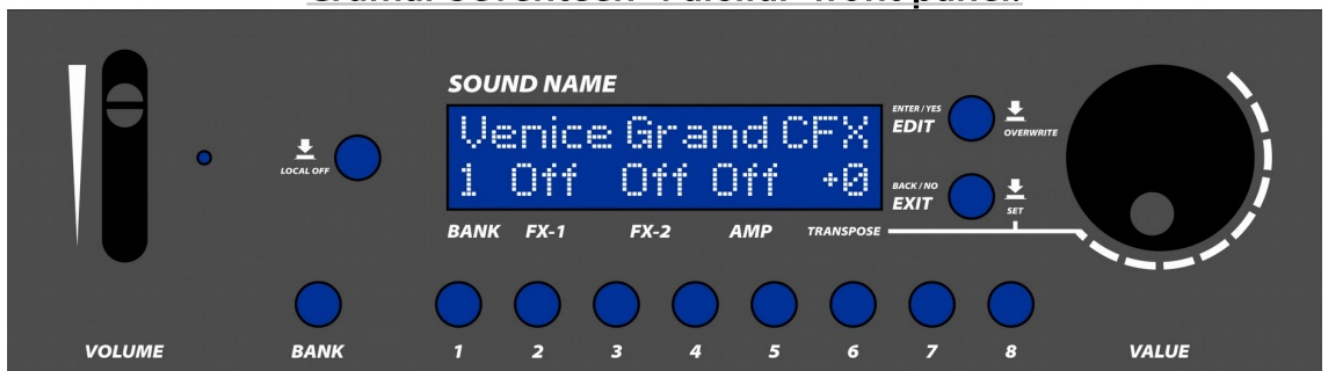 front panel.
SOUND NAME
Venice Grand CFX
1 Off Off Off +0
BANK FX-1 FX-2 AMP TRANSPOSE
LOCAL OFF
ENTER / YES
EDIT
OVERWRITE
BACK / NO
EXIT
SET
VOLUME BANK 1 2 3 4 5 6 7 8 VALUE